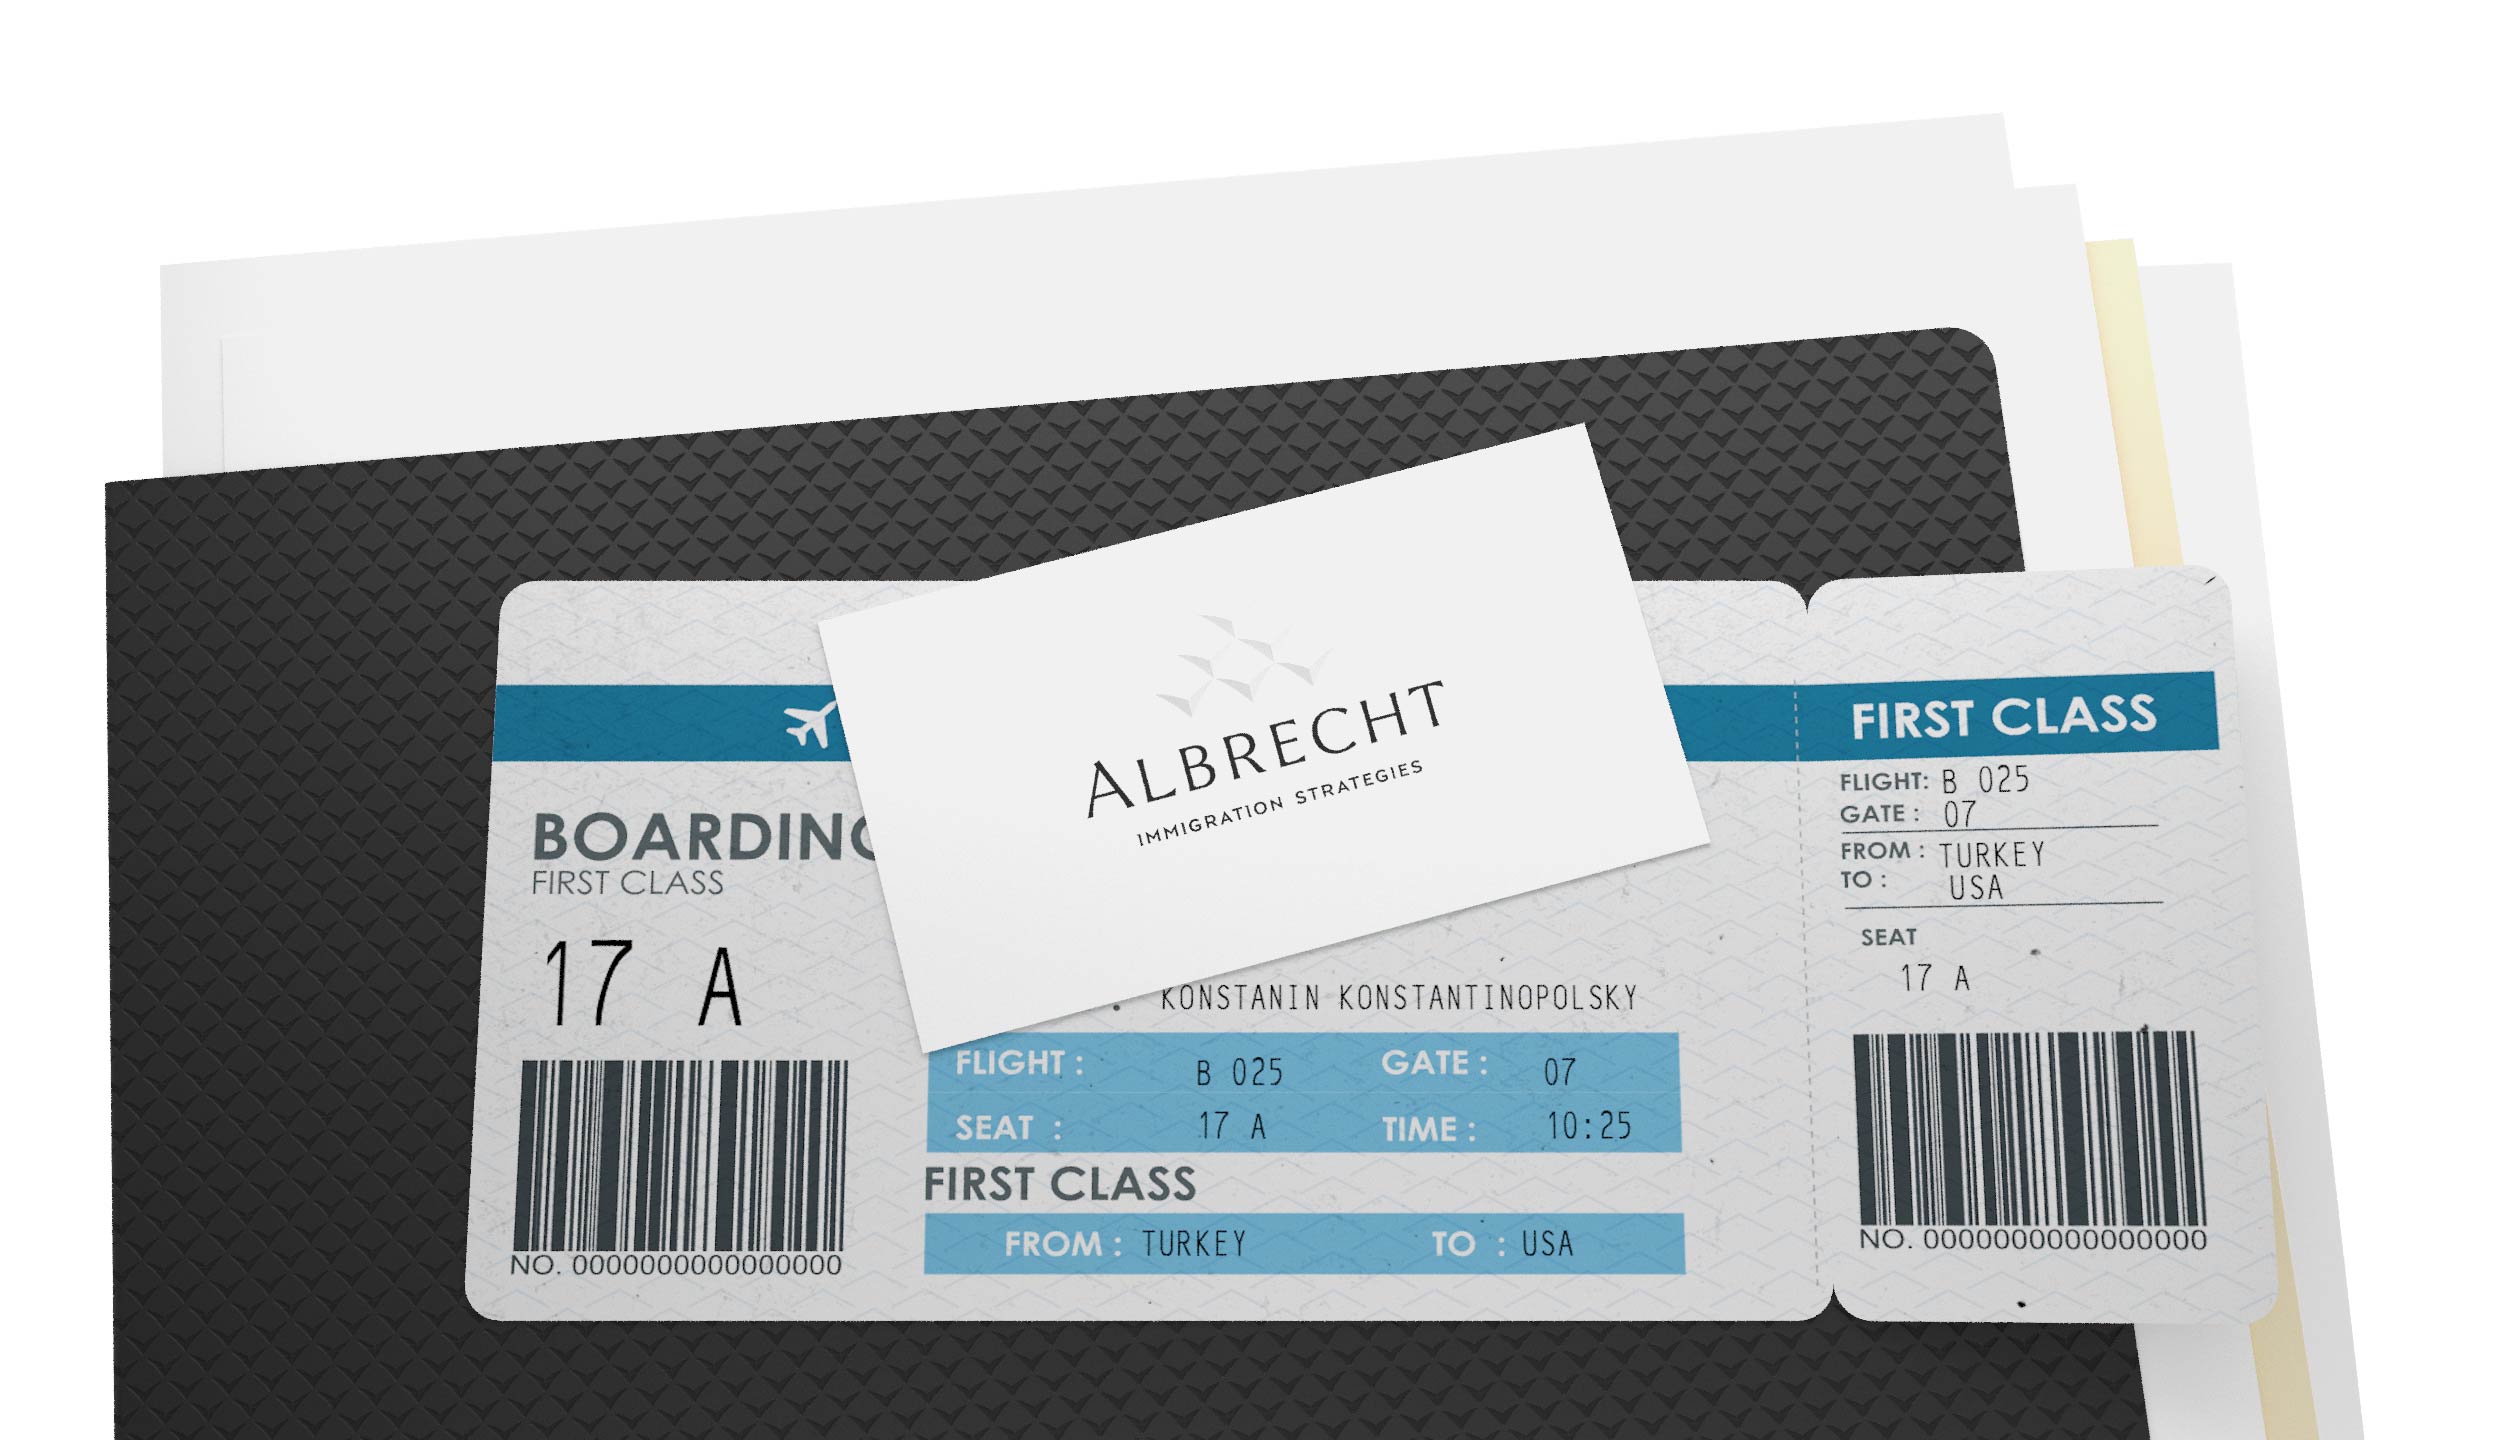 ALBRECHT
IMMIGRATION STRATEGIES
BOARDING
FIRST CLASS
17 A
NO. 0000000000000000
KONSTANIN KONSTANTINOPOLSKY
FLIGHT : B 025 GATE : 07
SEAT : 17 A TIME : 10:25
FIRST CLASS
FROM : TURKEY TO : USA
FIRST CLASS
FLIGHT: B 025
GATE : 07
FROM : TURKEY
TO : USA
SEAT
17 A
NO. 0000000000000000